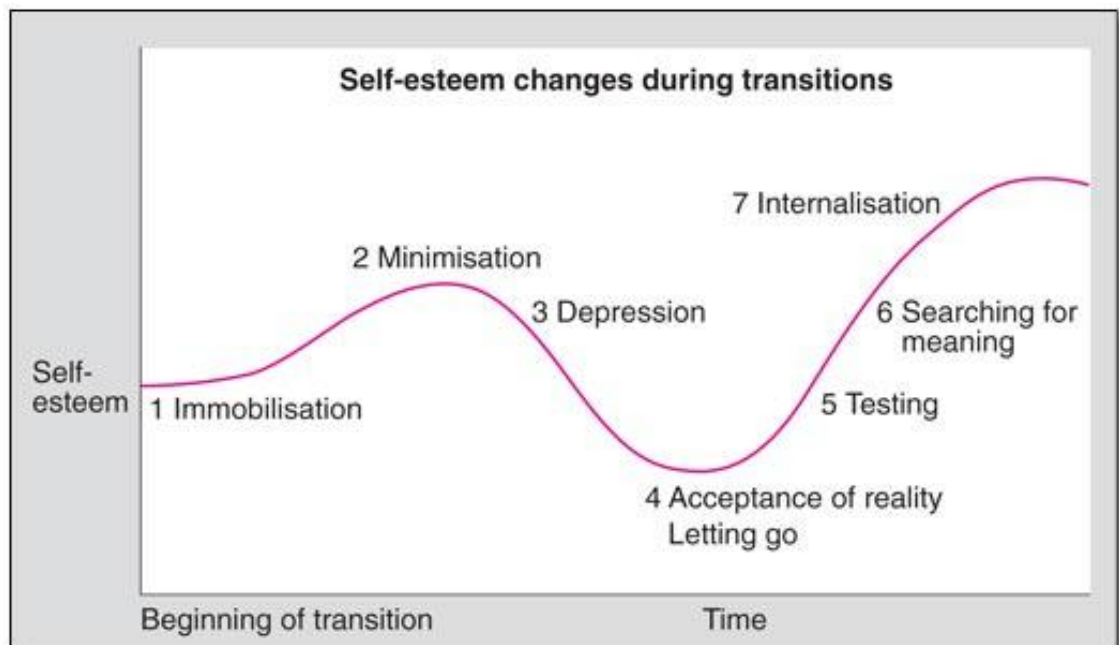 Self-esteem changes during transitions
7 Internalisation
2 Minimisation
3 Depression
6 Searching for
meaning
Self-
esteem
1 Immobilisation
5 Testing
4 Acceptance of reality
Letting go
Beginning of transition
Time